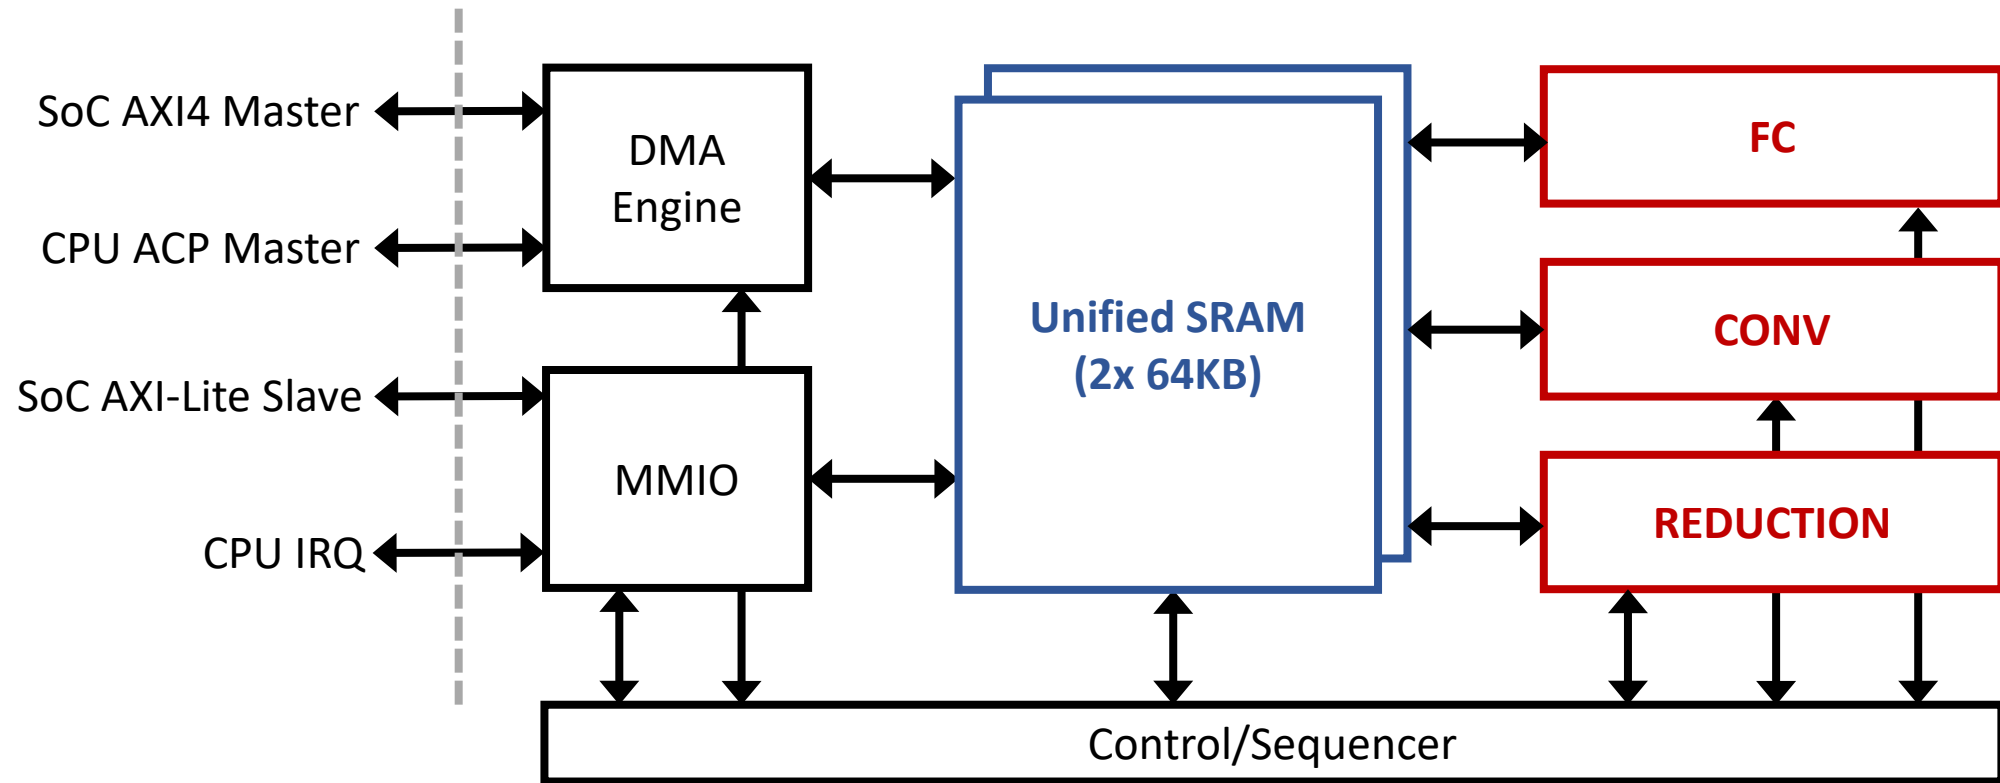 SoC AXI4 Master
CPU ACP Master
SoC AXI-Lite Slave
CPU IRQ
DMA
Engine
MMIO
Unified SRAM
(2x 64KB)
FC
CONV
REDUCTION
Control/Sequencer